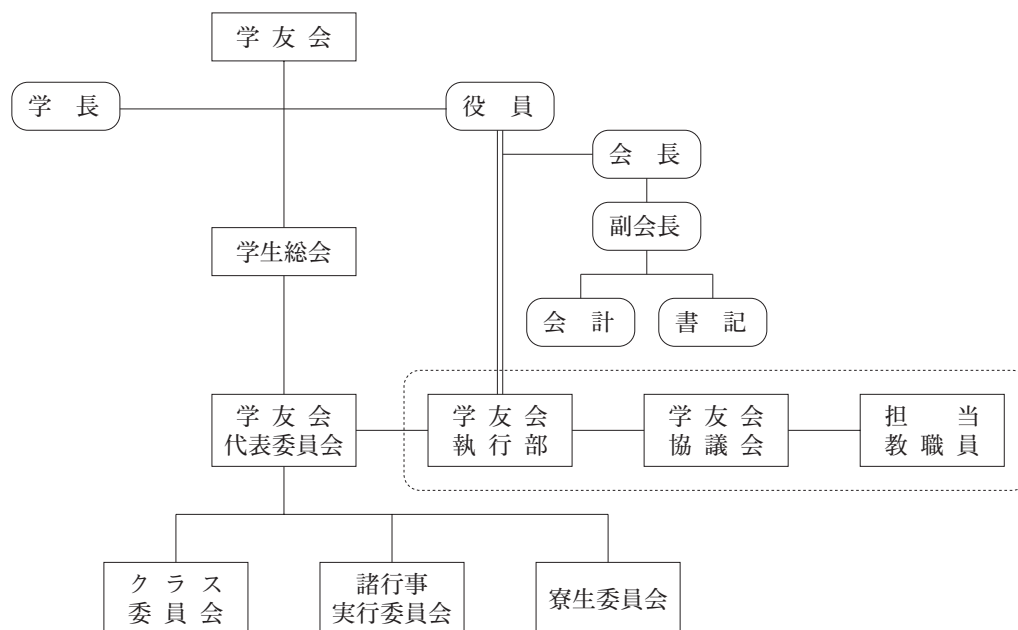 学友会
学長
役員
会長
副会長
学生総会
会計
書記
学友会
代表委員会
学友会
執行部
学友会
協議会
担当
教職員
クラス
委員会
諸行事
実行委員会
寮生委員会